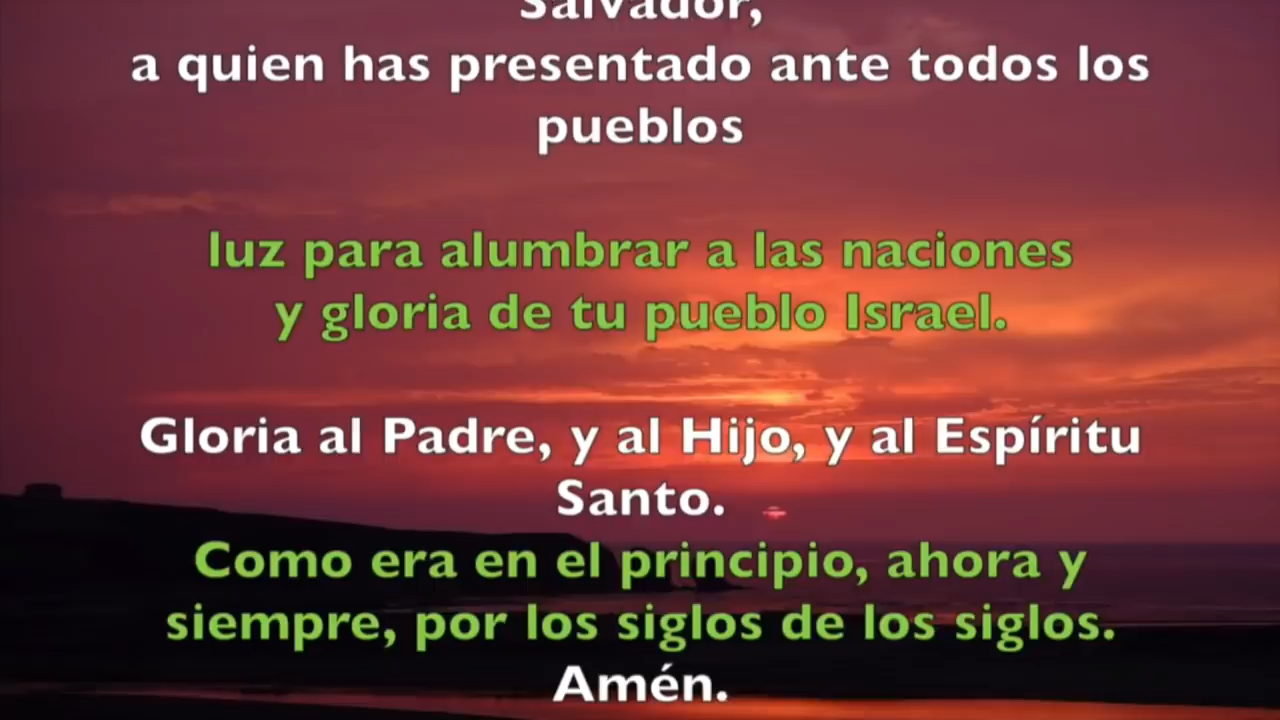 Salvador,
a quien has presentado ante todos los
pueblos
luz para alumbrar a las naciones
y gloria de tu pueblo Israel.
Gloria al Padre, y al Hijo, y al Espíritu
Santo.
Como era en el principio, ahora y
siempre, por los siglos de los siglos.
Amén.